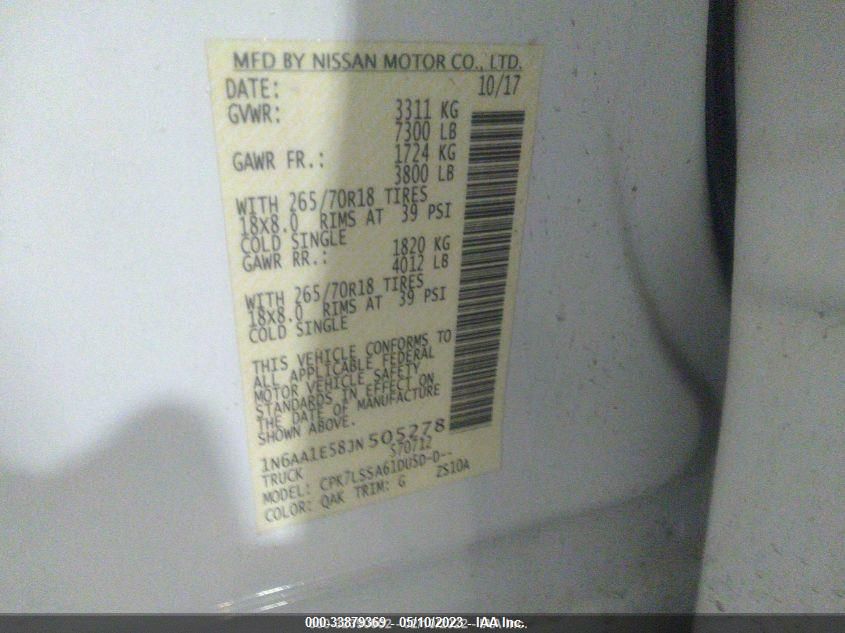 MFD BY NISSAN MOTOR CO., LTD.
DATE: 10/17
GVWR: 3311 KG
7300 LB
GAWR FR.: 1724 KG
3800 LB
WITH 265/70R18 TIRES
18X8.0 RIMS AT 39 PSI
COLD SINGLE
GAWR RR.: 1820 KG
4012 LB
WITH 265/70R18 TIRES
18X8.0 RIMS AT 39 PSI
COLD SINGLE
THIS VEHICLE CONFORMS TO
ALL APPLICABLE FEDERAL
MOTOR VEHICLE SAFETY
STANDARDS IN EFFECT ON
THE DATE OF MANUFACTURE
SHOWN ABOVE.
1N6AA1E58JN505278
TRUCK S70712
MODEL: CPK7LSSA61DUSD-D--
COLOR: QAK TRIM: G ZS10A
000-33879369 - 05/10/2023 - IAA Inc.